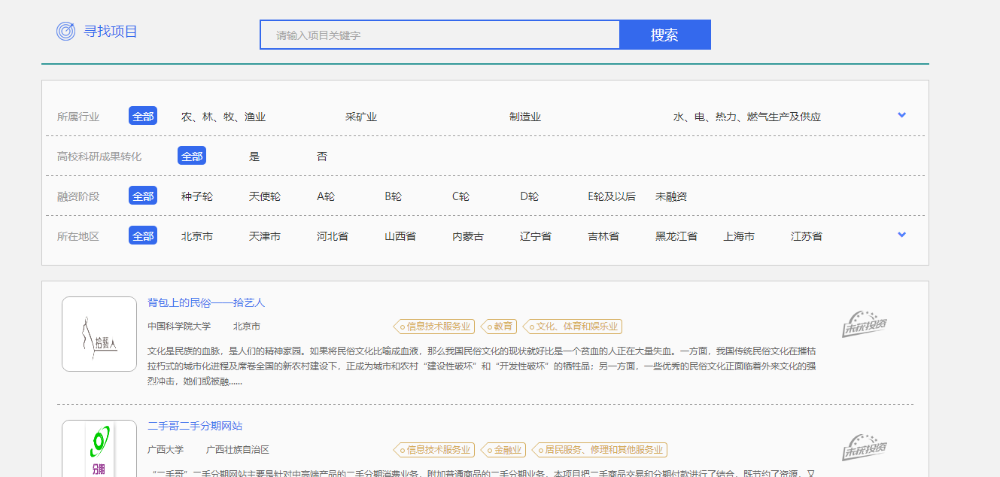 寻找项目
请输入项目关键字 搜索
所属行业 全部 农、林、牧、渔业 采矿业 制造业 水、电、热力、燃气生产及供应
高校科研成果转化 全部 是 否
融资阶段 全部 种子轮 天使轮 A轮 B轮 C轮 D轮 E轮及以后 未融资
所在地区 全部 北京市 天津市 河北省 山西省 内蒙古 辽宁省 吉林省 黑龙江省 上海市 江苏省
背包上的民俗——拾艺人
中国科学院大学 北京市 信息技术服务业 教育 文化、体育和娱乐业
未获投资
拾藝人
文化是民族的血脉，是人们的精神家园。如果将民俗文化比喻成血液，那么我国民俗文化的现状就好比是一个贫血的人正在大量失血。一方面，我国传统民俗文化在摧枯
拉朽式的城市化进程及席卷全国的新农村建设下，正成为城市和农村“建设性破坏”和“开发性破坏”的牺牲品；另一方面，一些优秀的民俗文化正面临着外来文化的强
烈冲击，她们或被融......
二手哥二手分期网站
广西大学 广西壮族自治区 信息技术服务业 金融业 居民服务、修理和其他服务业
未获投资
分期
“二手哥”二手分期网站主要是针对中高端产品的二手分期消费业务，附加普通商品的二手分期业务。本项目把二手商品交易和分期付款进行了结合，既节约了资源，又